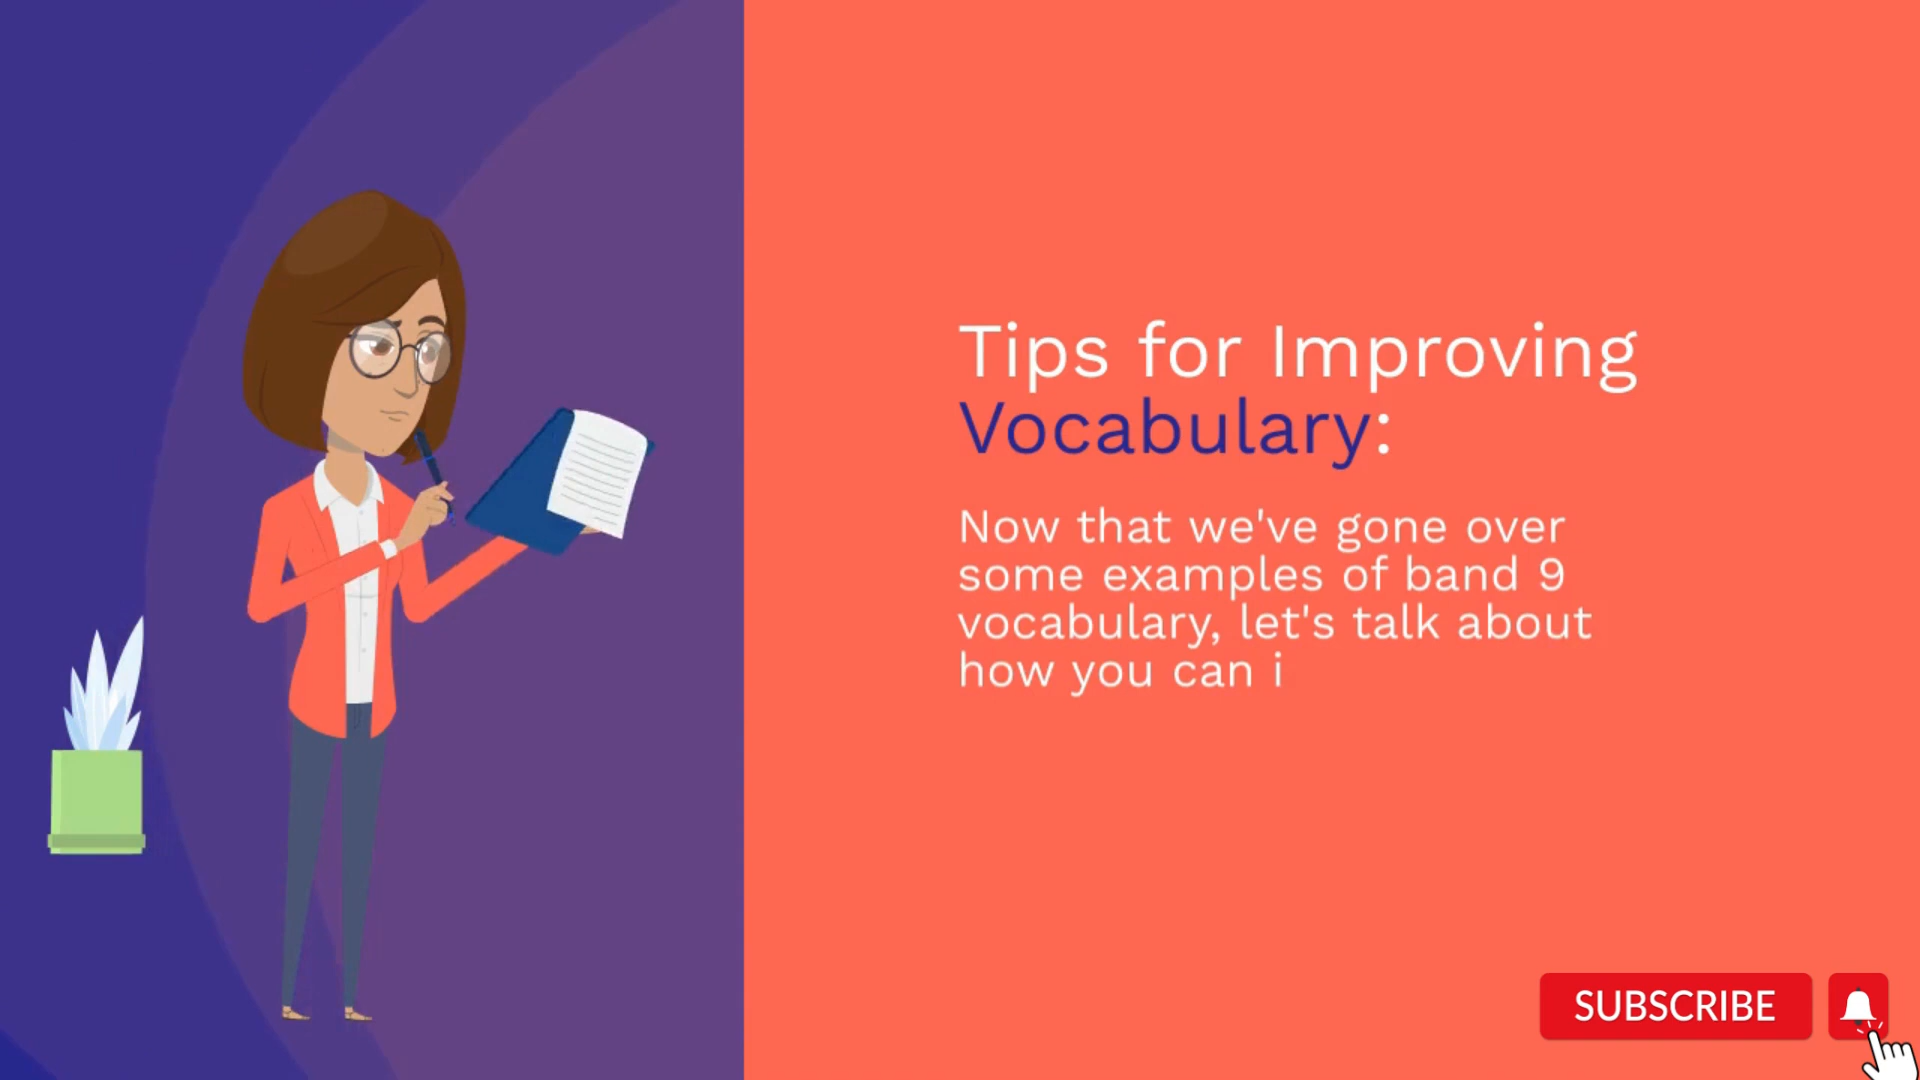 Tips for Improving
Vocabulary:
Now that we've gone over
some examples of band 9
vocabulary, let's talk about
how you can i
SUBSCRIBE